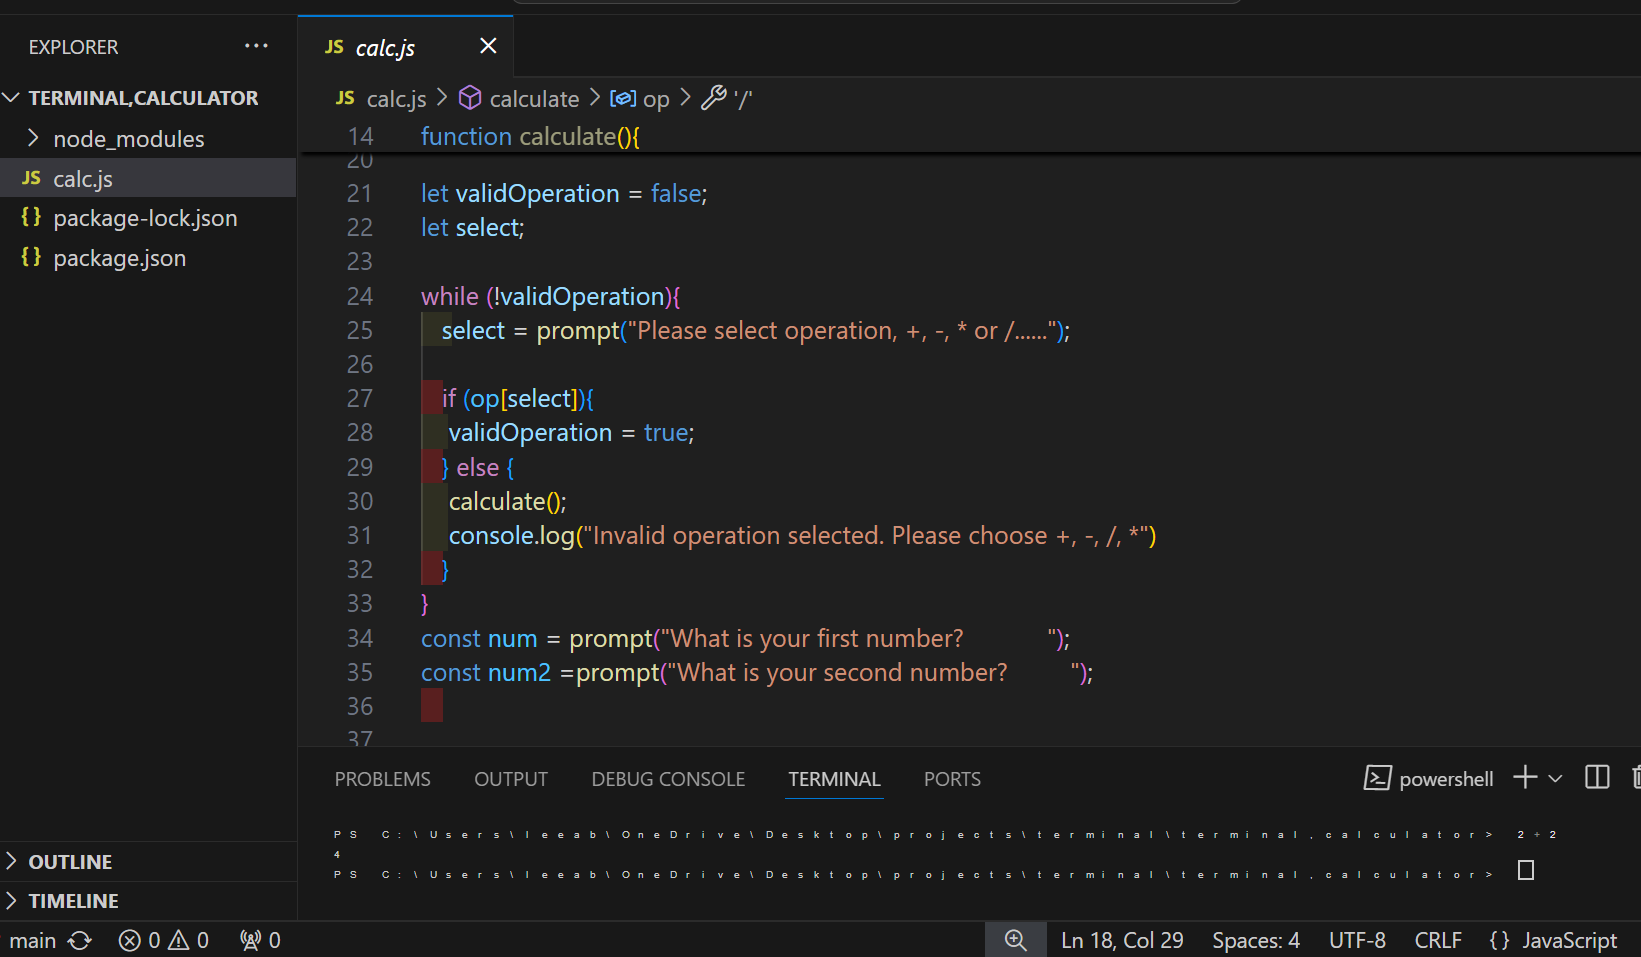 EXPLORER ···
TERMINAL,CALCULATOR
node_modules
JS calc.js
{} package-lock.json
{} package.json
OUTLINE
TIMELINE
JS calc.js
JS calc.js > calculate > op > '/'
14 function calculate(){
20
21 let validOperation = false;
22 let select;
23
24 while (!validOperation){
25 select = prompt("Please select operation, +, -, * or /......");
26
27 if (op[select]){
28 validOperation = true;
29 } else {
30 calculate();
31 console.log("Invalid operation selected. Please choose +, -, /, *")
32 }
33 }
34 const num = prompt("What is your first number?          ");
35 const num2 =prompt("What is your second number?        ");
36
37
PROBLEMS OUTPUT DEBUG CONSOLE TERMINAL PORTS powershell
PS C:\Users\leeab\OneDrive\Desktop\projects\terminal\terminal,calculator> 2+2
4
PS C:\Users\leeab\OneDrive\Desktop\projects\terminal\terminal,calculator>
main 0 0 0 Ln 18, Col 29 Spaces: 4 UTF-8 CRLF {} JavaScript